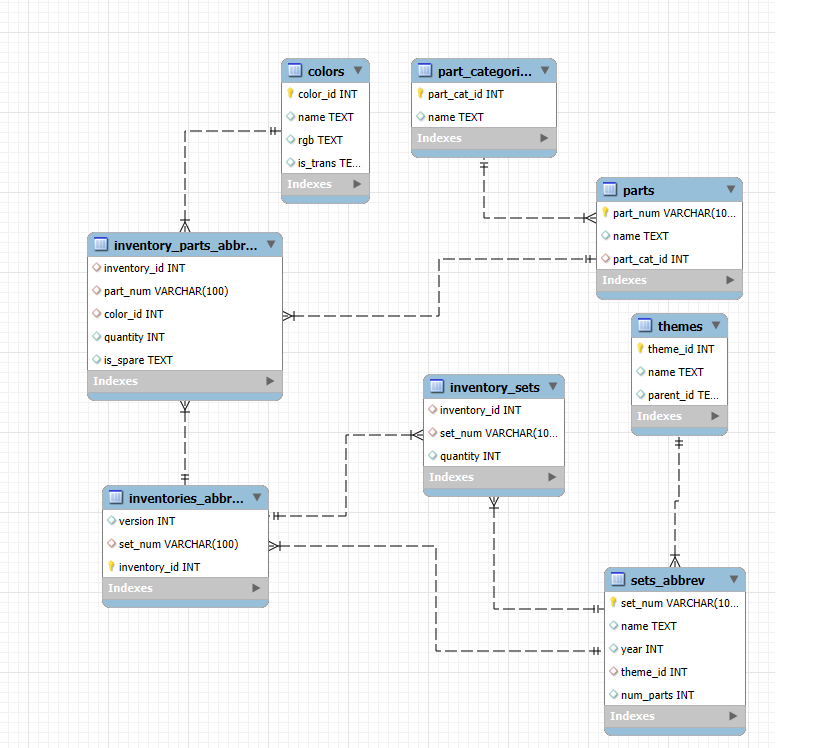 colors
color_id INT
name TEXT
rgb TEXT
is_trans TE...
Indexes
part_categori...
part_cat_id INT
name TEXT
Indexes
parts
part_num VARCHAR(10...
name TEXT
part_cat_id INT
Indexes
inventory_parts_abbr...
inventory_id INT
part_num VARCHAR(100)
color_id INT
quantity INT
is_spare TEXT
Indexes
themes
theme_id INT
name TEXT
parent_id TE...
Indexes
inventory_sets
inventory_id INT
set_num VARCHAR(10...
quantity INT
Indexes
inventories_abbr...
version INT
set_num VARCHAR(100)
inventory_id INT
Indexes
sets_abbrev
set_num VARCHAR(10...
name TEXT
year INT
theme_id INT
num_parts INT
Indexes